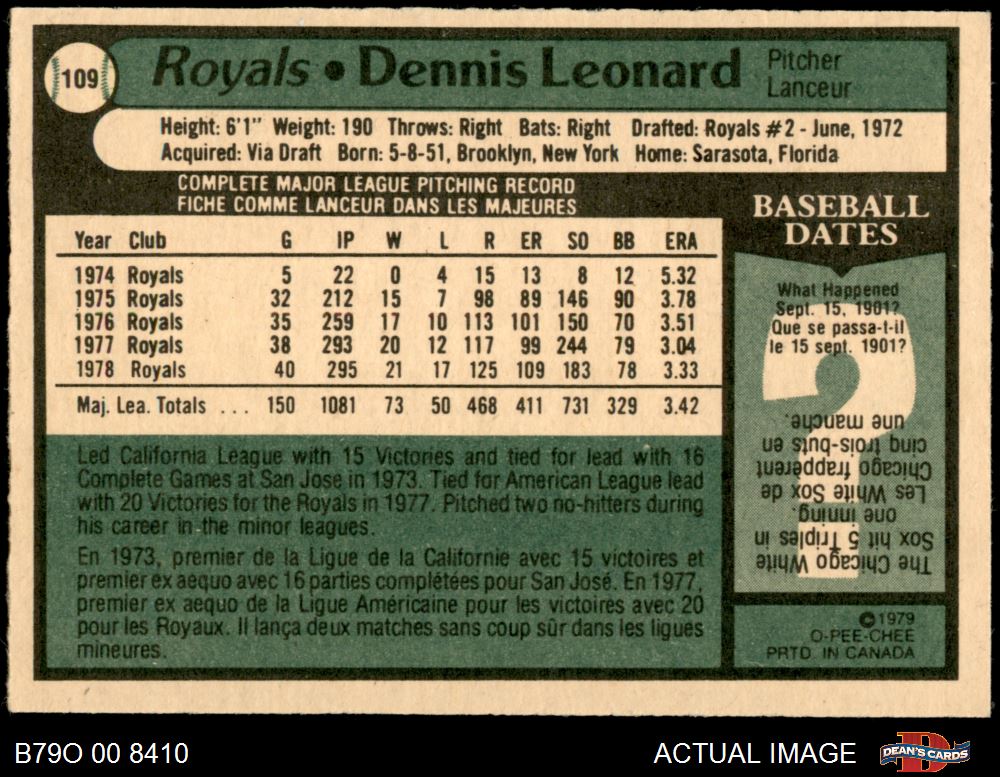 109
Royals • Dennis Leonard
Pitcher
Lanceur
Height: 6'1" Weight: 190 Throws: Right Bats: Right Drafted: Royals #2 - June, 1972
Acquired: Via Draft Born: 5-8-51, Brooklyn, New York Home: Sarasota, Florida
COMPLETE MAJOR LEAGUE PITCHING RECORD
FICHE COMME LANCEUR DANS LES MAJEURES
Year Club G IP W L R ER SO BB ERA
1974 Royals 5 22 0 4 15 13 8 12 5.32
1975 Royals 32 212 15 7 98 89 146 90 3.78
1976 Royals 35 259 17 10 113 101 150 70 3.51
1977 Royals 38 293 20 12 117 99 244 79 3.04
1978 Royals 40 295 21 17 125 109 183 78 3.33
Maj. Lea. Totals ... 150 1081 73 50 468 411 731 329 3.42
Led California League with 15 Victories and tied for lead with 16
Complete Games at San Jose in 1973. Tied for American League lead
with 20 Victories for the Royals in 1977. Pitched two no-hitters during
his career in the minor leagues.
En 1973, premier de la Ligue de la Californie avec 15 victoires et
premier ex aequo avec 16 parties complétées pour San José. En 1977,
premier ex aequo de la Ligue Américaine pour les victoires avec 20
pour les Royaux. Il lança deux matches sans coup sûr dans les ligues
mineures.
BASEBALL
DATES
What Happened
Sept. 15, 1901?
Que se passa-t-il
le 15 sept. 1901?
The Chicago White
Sox hit 5 Triples in
one inning.
Les White Sox de
Chicago frappèrent
cinq trois-buts en
une manche.
©1979
O-PEE-CHEE
PRTD IN CANADA
B79O 00 8410
ACTUAL IMAGE
DEAN'S CARDS